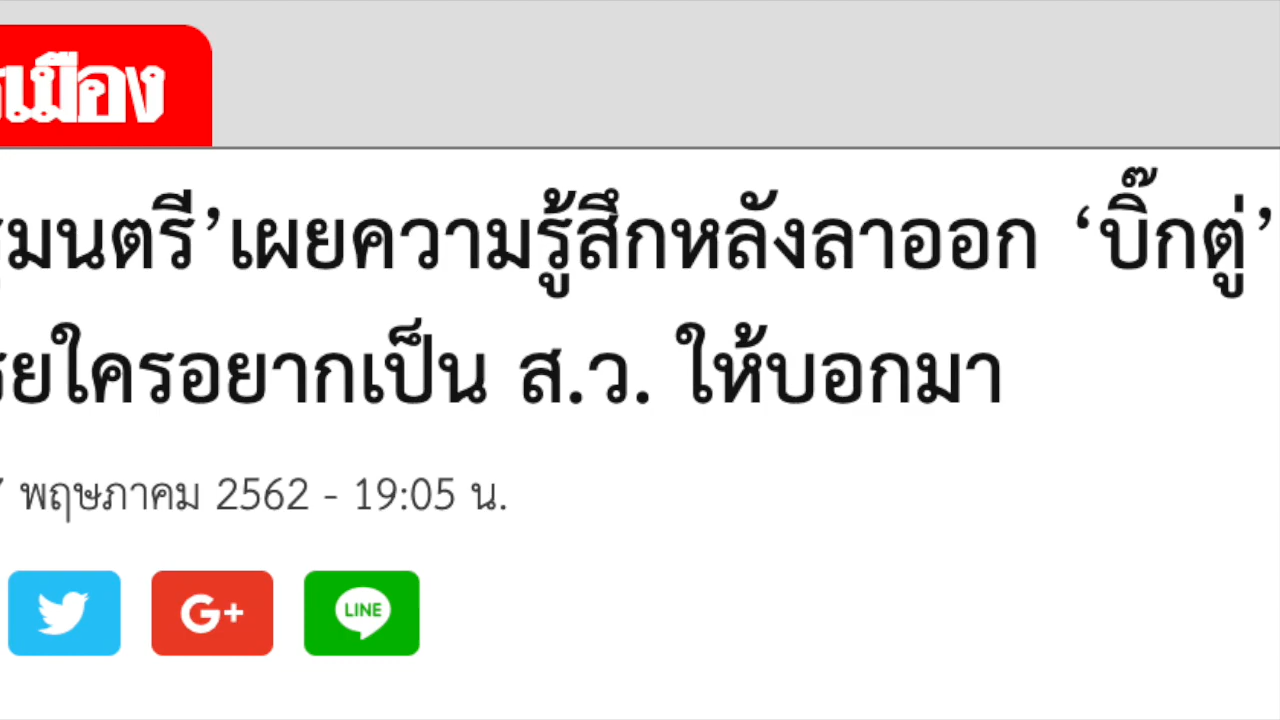 เมือง
มนตรี’เผยความรู้สึกหลังลาออก ‘บิ๊กตู่’
ยใครอยากเป็น ส.ว. ให้บอกมา
พฤษภาคม 2562 - 19:05 น.
G+ LINE